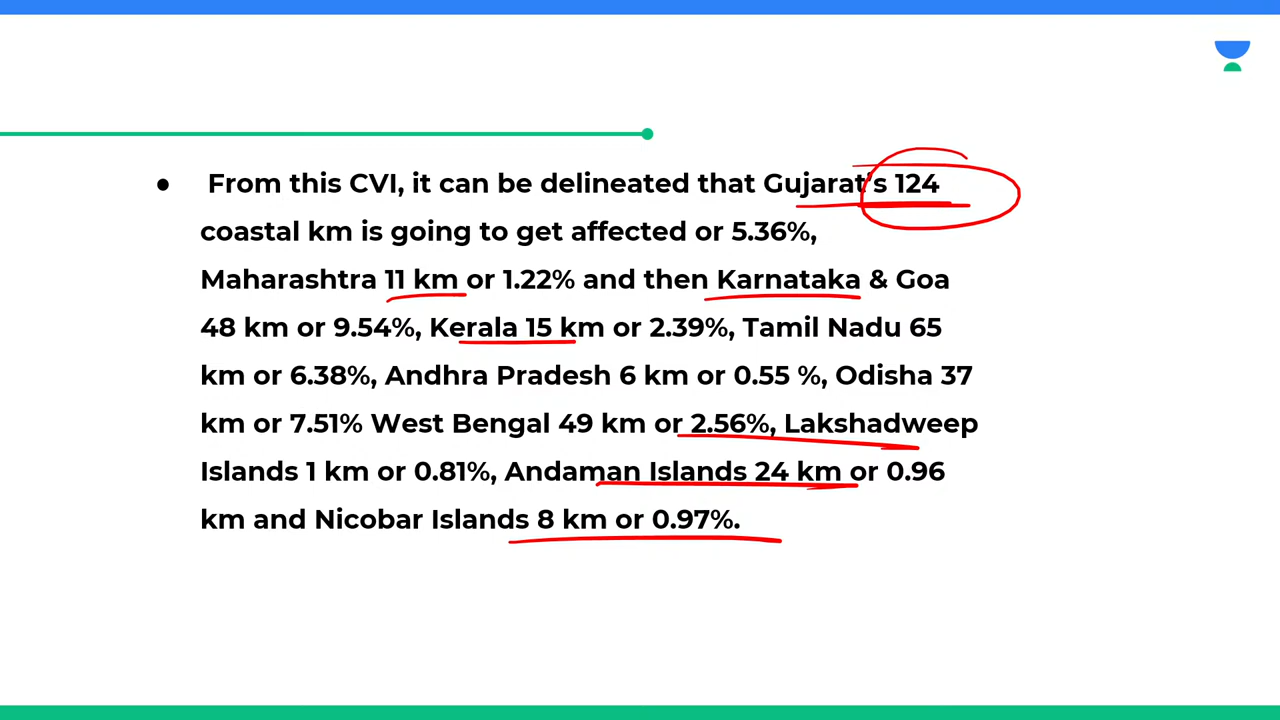 ● From this CVI, it can be delineated that Gujarat's 124
coastal km is going to get affected or 5.36%,
Maharashtra 11 km or 1.22% and then Karnataka & Goa
48 km or 9.54%, Kerala 15 km or 2.39%, Tamil Nadu 65
km or 6.38%, Andhra Pradesh 6 km or 0.55 %, Odisha 37
km or 7.51% West Bengal 49 km or 2.56%, Lakshadweep
Islands 1 km or 0.81%, Andaman Islands 24 km or 0.96
km and Nicobar Islands 8 km or 0.97%.